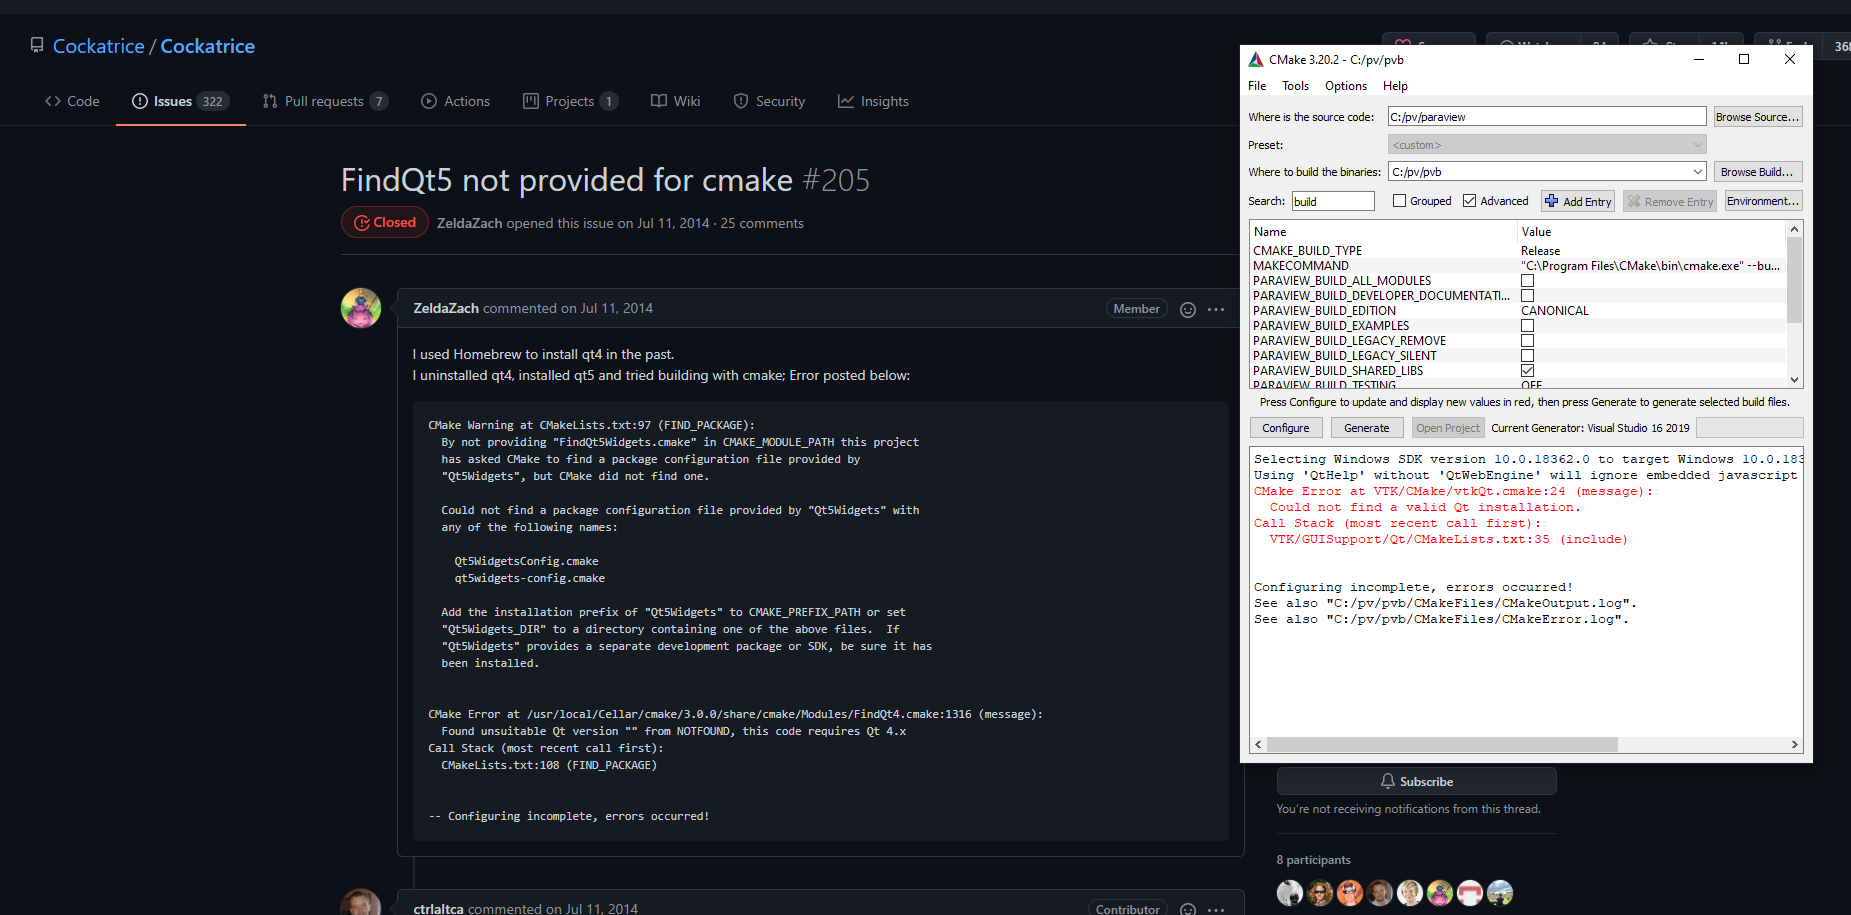 Cockatrice / Cockatrice
Code
Issues 322
Pull requests 7
Actions
Projects 1
Wiki
Security
Insights
FindQt5 not provided for cmake #205
Closed
ZeldaZach opened this issue on Jul 11, 2014 · 25 comments
ZeldaZach commented on Jul 11, 2014
Member
I used Homebrew to install qt4 in the past.
I uninstalled qt4, installed qt5 and tried building with cmake; Error posted below:
CMake Warning at CMakeLists.txt:97 (FIND_PACKAGE):
By not providing "FindQt5Widgets.cmake" in CMAKE_MODULE_PATH this project
has asked CMake to find a package configuration file provided by
"Qt5Widgets", but CMake did not find one.
Could not find a package configuration file provided by "Qt5Widgets" with
any of the following names:
Qt5WidgetsConfig.cmake
qt5widgets-config.cmake
Add the installation prefix of "Qt5Widgets" to CMAKE_PREFIX_PATH or set
"Qt5Widgets_DIR" to a directory containing one of the above files.  If
"Qt5Widgets" provides a separate development package or SDK, be sure it has
been installed.
CMake Error at /usr/local/Cellar/cmake/3.0.0/share/cmake/Modules/FindQt4.cmake:1316 (message):
Found unsuitable Qt version "" from NOTFOUND, this code requires Qt 4.x
Call Stack (most recent call first):
CMakeLists.txt:108 (FIND_PACKAGE)
-- Configuring incomplete, errors occurred!
ctrlaltca commented on Jul 11, 2014
Contributor
CMake 3.20.2 - C:/pv/pvb
File Tools Options Help
Where is the source code: C:/pv/paraview Browse Source...
Preset: <custom>
Where to build the binaries: C:/pv/pvb Browse Build...
Search: build Grouped Advanced Add Entry Remove Entry Environment...
Name Value
CMAKE_BUILD_TYPE Release
MAKECOMMAND "C:\Program Files\CMake\bin\cmake.exe" --bu...
PARAVIEW_BUILD_ALL_MODULES
PARAVIEW_BUILD_DEVELOPER_DOCUMENTATI...
PARAVIEW_BUILD_EDITION CANONICAL
PARAVIEW_BUILD_EXAMPLES
PARAVIEW_BUILD_LEGACY_REMOVE
PARAVIEW_BUILD_LEGACY_SILENT
PARAVIEW_BUILD_SHARED_LIBS
PARAVIEW_BUILD_TESTING OFF
Press Configure to update and display new values in red, then press Generate to generate selected build files.
Configure Generate Open Project Current Generator: Visual Studio 16 2019
Selecting Windows SDK version 10.0.18362.0 to target Windows 10.0.183
Using 'QtHelp' without 'QtWebEngine' will ignore embedded javascript
CMake Error at VTK/CMake/vtkQt.cmake:24 (message):
Could not find a valid Qt installation.
Call Stack (most recent call first):
VTK/GUISupport/Qt/CMakeLists.txt:35 (include)
Configuring incomplete, errors occurred!
See also "C:/pv/pvb/CMakeFiles/CMakeOutput.log".
See also "C:/pv/pvb/CMakeFiles/CMakeError.log".
Subscribe
You're not receiving notifications from this thread.
8 participants